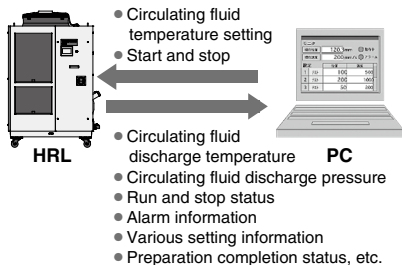 ● Circulating fluid
temperature setting
● Start and stop
HRL
PC
● Circulating fluid
discharge temperature
● Circulating fluid discharge pressure
● Run and stop status
● Alarm information
● Various setting information
● Preparation completion status, etc.